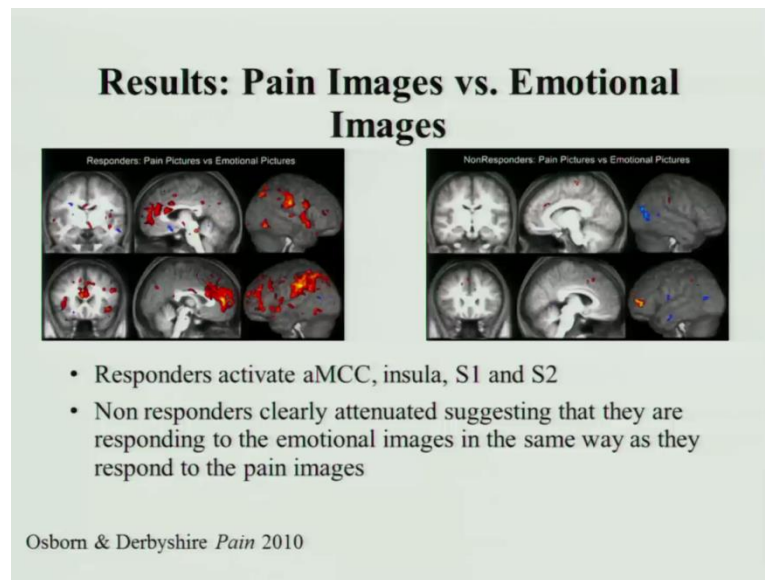 Results: Pain Images vs. Emotional
Images
Responders: Pain Pictures vs Emotional Pictures
NonResponders: Pain Pictures vs Emotional Pictures
• Responders activate aMCC, insula, S1 and S2
• Non responders clearly attenuated suggesting that they are
responding to the emotional images in the same way as they
respond to the pain images
Osborn & Derbyshire Pain 2010